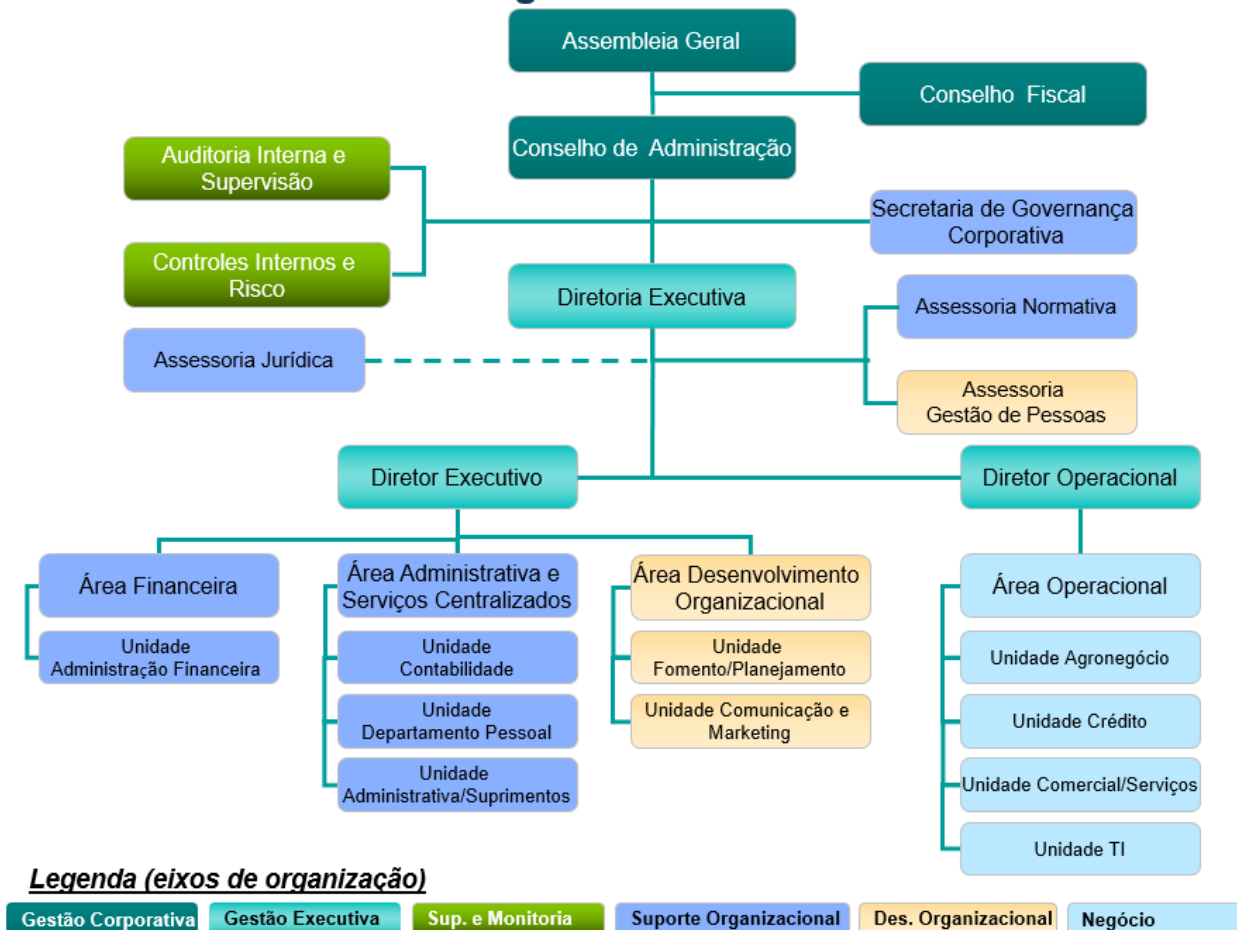 Assembleia Geral
Conselho Fiscal
Conselho de Administração
Auditoria Interna e
Supervisão
Secretaria de Governança
Corporativa
Controles Internos e
Risco
Diretoria Executiva
Assessoria Normativa
Assessoria Jurídica
Assessoria
Gestão de Pessoas
Diretor Executivo
Diretor Operacional
Área Financeira
Unidade
Administração Financeira
Área Administrativa e
Serviços Centralizados
Unidade
Contabilidade
Unidade
Departamento Pessoal
Unidade
Administrativa/Suprimentos
Área Desenvolvimento
Organizacional
Unidade
Fomento/Planejamento
Unidade Comunicação e
Marketing
Área Operacional
Unidade Agronegócio
Unidade Crédito
Unidade Comercial/Serviços
Unidade TI
Legenda (eixos de organização)
Gestão Corporativa
Gestão Executiva
Sup. e Monitoria
Suporte Organizacional
Des. Organizacional
Negócio